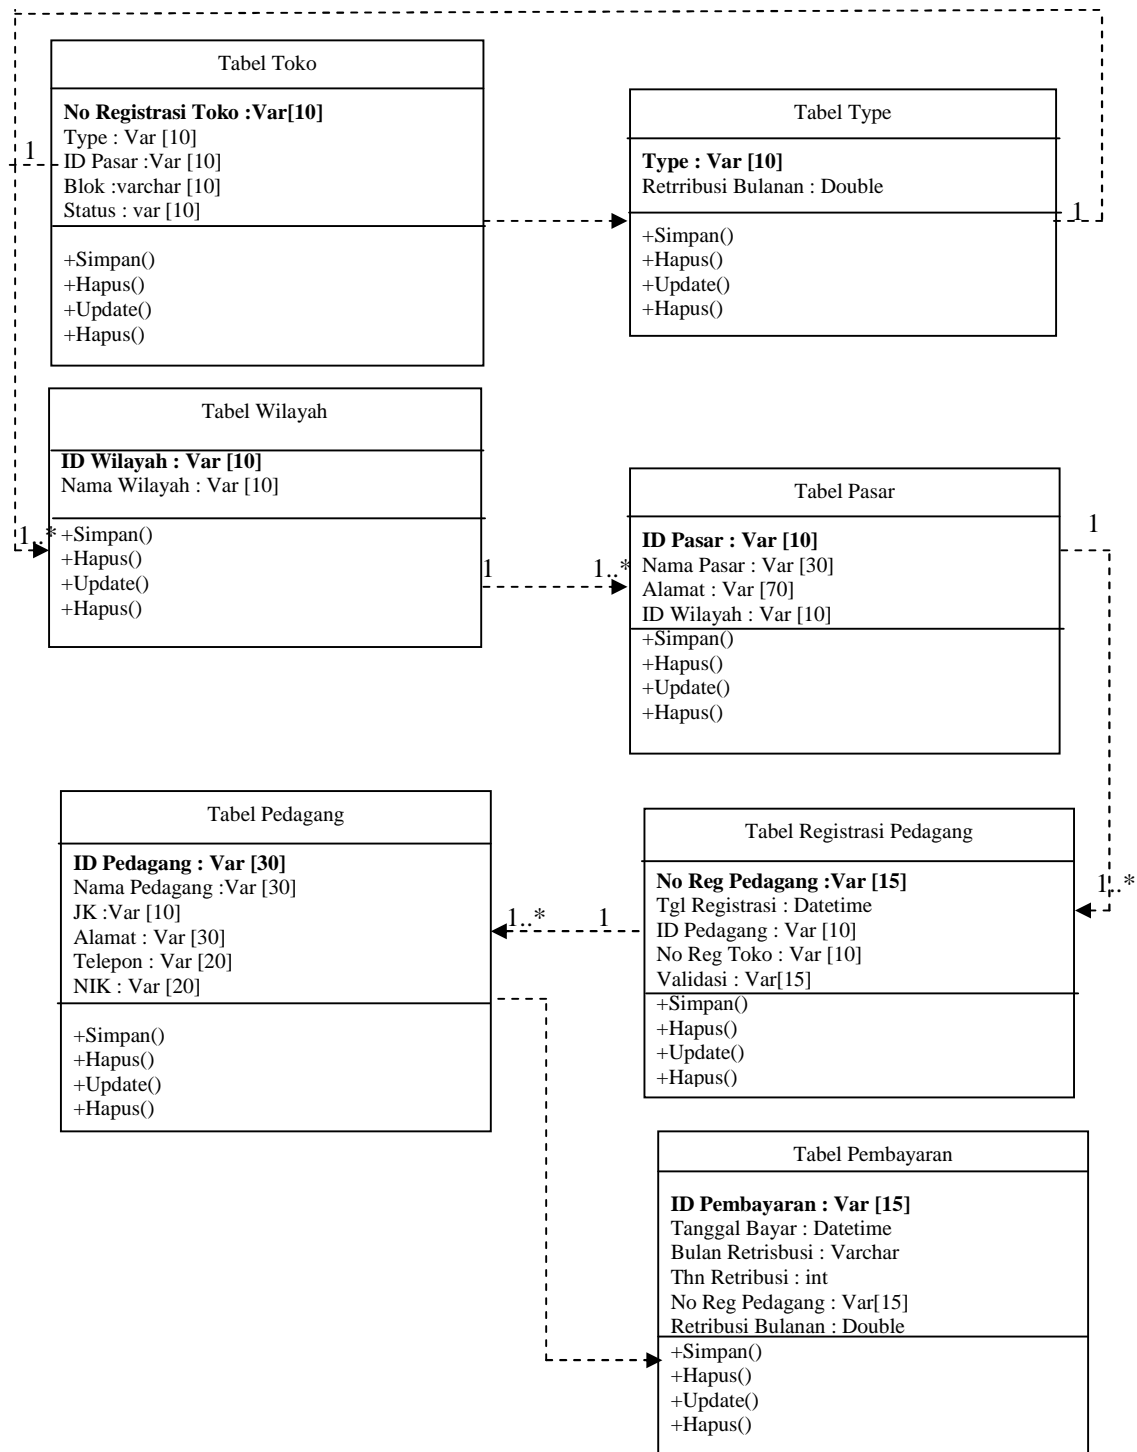 Tabel Toko
No Registrasi Toko :Var[10]
Type : Var [10]
ID Pasar :Var [10]
Blok :varchar [10]
Status : var [10]
+Simpan()
+Hapus()
+Update()
+Hapus()
1
Tabel Type
Type : Var [10]
Retrribusi Bulanan : Double
+Simpan()
+Hapus()
+Update()
+Hapus()
1
Tabel Wilayah
ID Wilayah : Var [10]
Nama Wilayah : Var [10]
+Simpan()
+Hapus()
+Update()
+Hapus()
1..*
1
1..*
Tabel Pasar
ID Pasar : Var [10]
Nama Pasar : Var [30]
Alamat : Var [70]
ID Wilayah : Var [10]
+Simpan()
+Hapus()
+Update()
+Hapus()
1
1..*
Tabel Pedagang
ID Pedagang : Var [30]
Nama Pedagang :Var [30]
JK :Var [10]
Alamat : Var [30]
Telepon : Var [20]
NIK : Var [20]
+Simpan()
+Hapus()
+Update()
+Hapus()
1..*
1
Tabel Registrasi Pedagang
No Reg Pedagang :Var [15]
Tgl Registrasi : Datetime
ID Pedagang : Var [10]
No Reg Toko : Var [10]
Validasi : Var[15]
+Simpan()
+Hapus()
+Update()
+Hapus()
Tabel Pembayaran
ID Pembayaran : Var [15]
Tanggal Bayar : Datetime
Bulan Retrisbusi : Varchar
Thn Retribusi : int
No Reg Pedagang : Var[15]
Retribusi Bulanan : Double
+Simpan()
+Hapus()
+Update()
+Hapus()